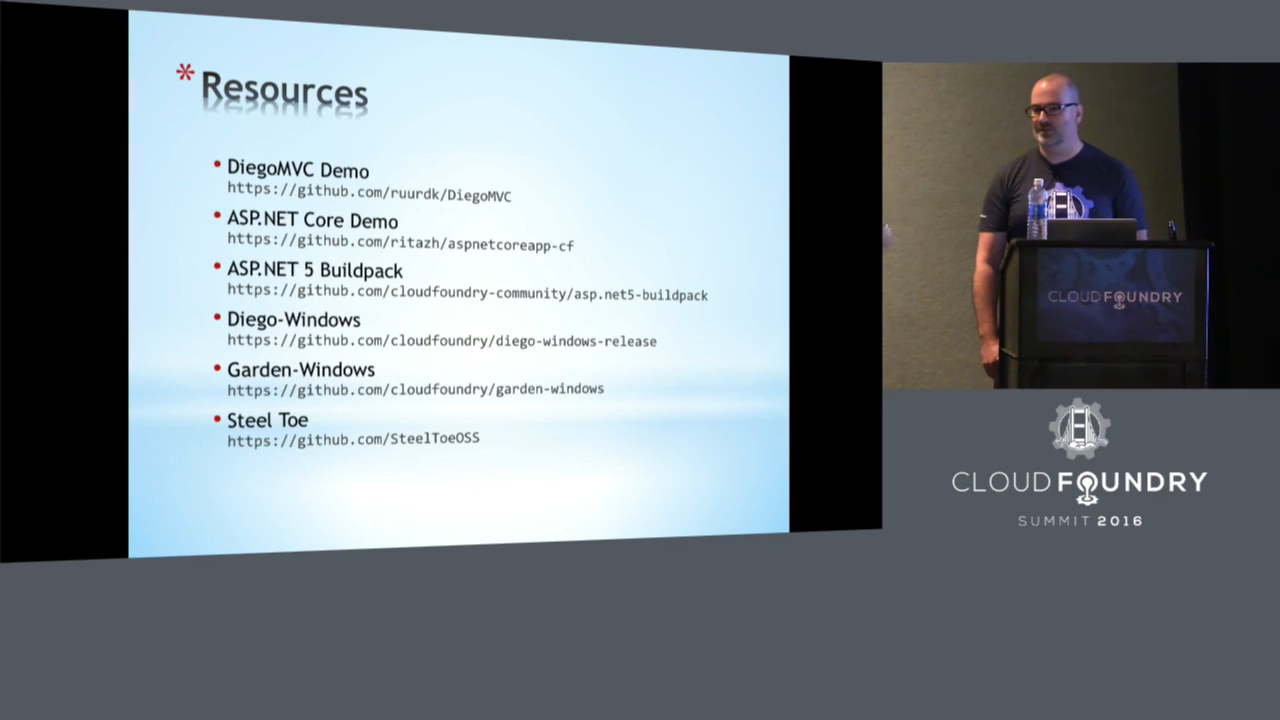 * Resources
• DiegoMVC Demo
https://github.com/ruurdk/DiegoMVC
• ASP.NET Core Demo
https://github.com/ritazh/aspnetcoreapp-cf
• ASP.NET 5 Buildpack
https://github.com/cloudfoundry-community/asp.net5-buildpack
• Diego-Windows
https://github.com/cloudfoundry/diego-windows-release
• Garden-Windows
https://github.com/cloudfoundry/garden-windows
• Steel Toe
https://github.com/SteelToeOSS
CLOUD FOUNDRY
CLOUD FOUNDRY
SUMMIT 2016